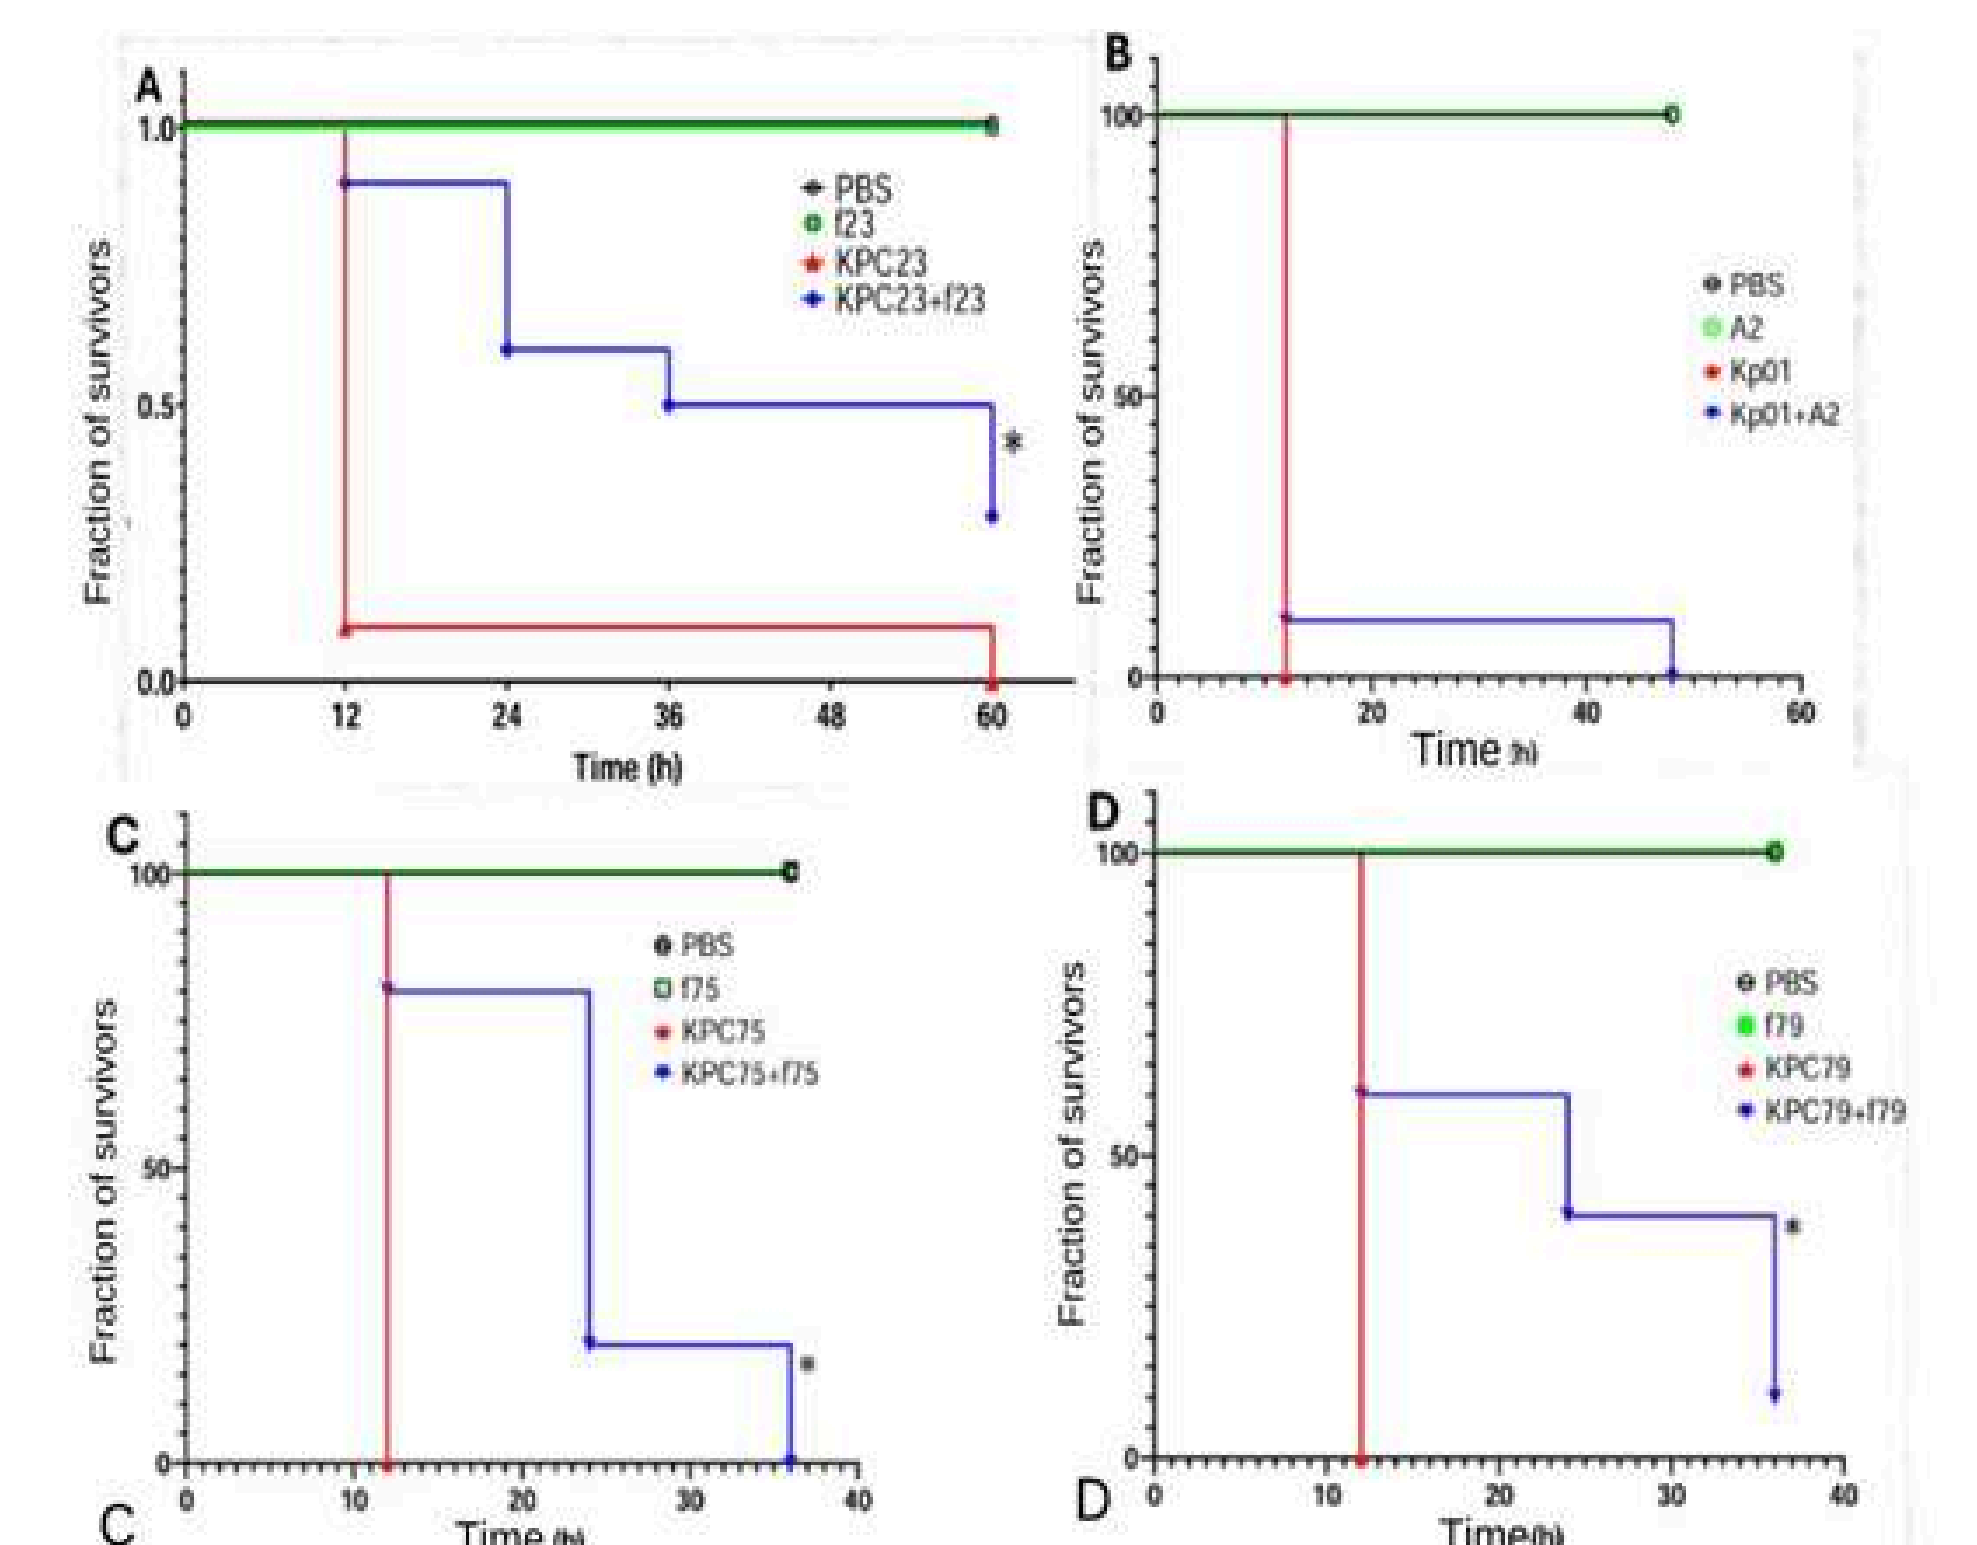 A
1.0
0.5
0.0
0 12 24 36 48 60
Time (h)
Fraction of survivors
PBS
f23
KPC23
KPC23+f23
*
B
100
50
0
0 20 40 60
Time (h)
Fraction of survivors
PBS
A2
Kp01
Kp01+A2
C
100
50
0
0 10 20 30 40
Time (h)
Fraction of survivors
PBS
f75
KPC75
KPC75+f75
*
C
D
100
50
0
0 10 20 30 40
Time(h)
Fraction of survivors
PBS
f79
KPC79
KPC79+f79
*
D